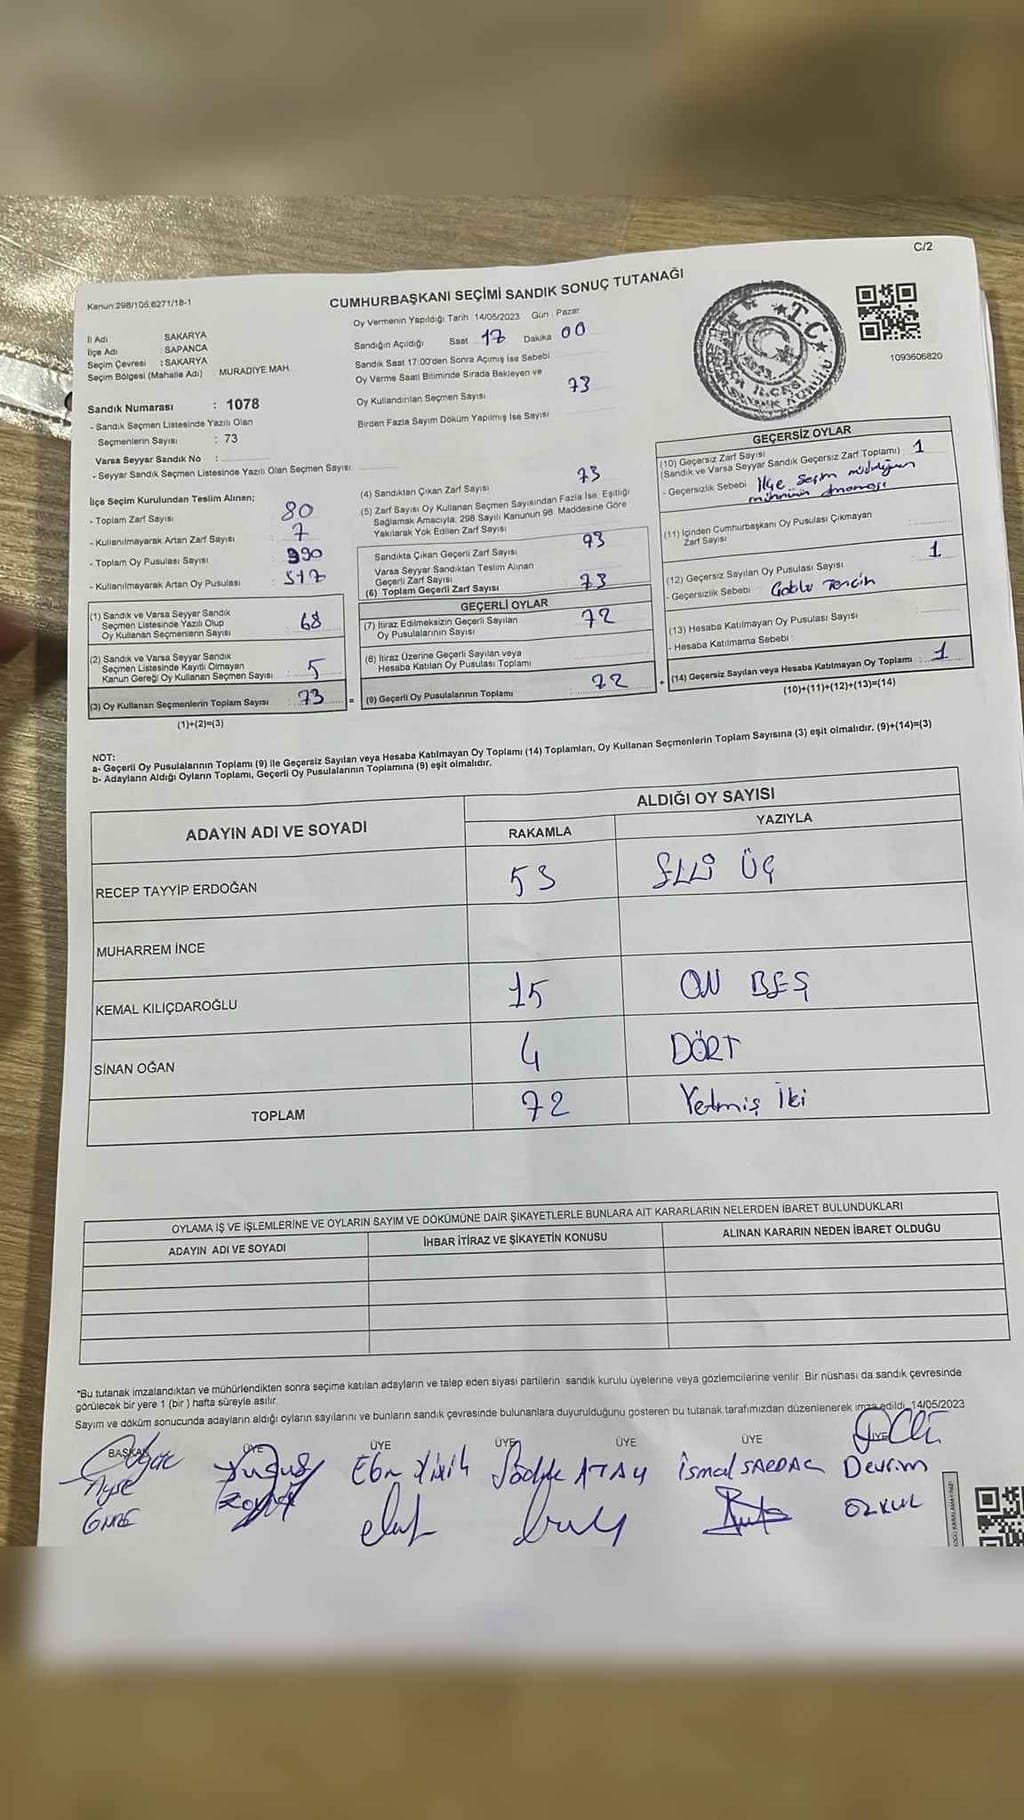 C/2
Kanun:298/105,6271/18-1
CUMHURBAŞKANI SEÇİMİ SANDIK SONUÇ TUTANAĞI
İl Adı SAKARYA
İlçe Adı SAPANCA
Seçim Çevresi : SAKARYA
Seçim Bölgesi (Mahalle Adı) MURADİYE MAH.
Sandık Numarası : 1078
- Sandık Seçmen Listesinde Yazılı Olan
Seçmenlerin Sayısı : 73
Varsa Seyyar Sandık No :
- Seyyar Sandık Seçmen Listesinde Yazılı Olan Seçmen Sayısı
Oy Vermenin Yapıldığı Tarih 14/05/2023 Gün Pazar
Sandığın Açıldığı Saat 17 Dakika 00
Sandık Saat 17:00'den Sonra Açımış İse Sebebi
Oy Verme Saati Bitiminde Sırada Bekleyen ve
Oy Kullandırılan Seçmen Sayısı 73
Birden Fazla Sayım Döküm Yapılmış İse Sayısı
T.C.
1093606820
İlçe Seçim Kurulundan Teslim Alınan;
- Toplam Zarf Sayısı 80
- Kullanılmayarak Artan Zarf Sayısı 7
- Toplam Oy Pusulası Sayısı
- Kullanılmayarak Artan Oy Pusulası : 517
(1) Sandık ve Varsa Seyyar Sandık
Seçmen Listesinde Yazılı Olup
Oy Kullanan Seçmenlerin Sayısı 68
(2) Sandık ve Varsa Seyyar Sandık
Seçmen Listesinde Kayıtlı Olmayan
Kanun Gereği Oy Kullanan Seçmen Sayısı : 5
(3) Oy Kullanan Seçmenlerin Toplam Sayısı : 73
(1)+(2)=(3)
(4) Sandıktan Çıkan Zarf Sayısı 73
(5) Zarf Sayısı Oy Kullanan Seçmen Sayısından Fazla İse, Eşitliği
Sağlamak Amacıyla; 298 Sayılı Kanunun 98. Maddesine Göre
Yakılarak Yok Edilen Zarf Sayısı
Sandıkta Çıkan Geçerli Zarf Sayısı 73
Varsa Seyyar Sandıktan Teslim Alınan
Geçerli Zarf Sayısı
(6) Toplam Geçerli Zarf Sayısı 73
GEÇERLİ OYLAR
(7) İtiraz Edilmeksizin Geçerli Sayılan
Oy Pusulalarının Sayısı 72
(8) İtiraz Üzerine Geçerli Sayılan veya
Hesaba Katılan Oy Pusulası Toplamı
(9) Geçerli Oy Pusulalarının Toplamı 72
GEÇERSİZ OYLAR
(10) Geçersiz Zarf Sayısı
(Sandık ve Varsa Seyyar Sandık Geçersiz Zarf Toplamı) 1
- Geçersizlik Sebebi İlçe Seçim müdürlüğünün
mührünün olmaması
(11) İçinden Cumhurbaşkanı Oy Pusulası Çıkmayan
Zarf Sayısı
(12) Geçersiz Sayılan Oy Pusulası Sayısı 1
- Geçersizlik Sebebi Çoklu Tercih
(13) Hesaba Katılmayan Oy Pusulası Sayısı
- Hesaba Katılmama Sebebi :
(14) Geçersiz Sayılan veya Hesaba Katılmayan Oy Toplamı : 1
(10)+(11)+(12)+(13)=(14)
NOT:
a- Geçerli Oy Pusulalarının Toplamı (9) ile Geçersiz Sayılan veya Hesaba Katılmayan Oy Toplamı (14) Toplamları, Oy Kullanan Seçmenlerin Toplam Sayısına (3) eşit olmalıdır. (9)+(14)=(3)
b- Adayların Aldığı Oyların Toplamı, Geçerli Oy Pusulalarının Toplamına (9) eşit olmalıdır.
ADAYIN ADI VE SOYADI
ALDIĞI OY SAYISI
RAKAMLA YAZIYLA
RECEP TAYYİP ERDOĞAN 53 ELLİ ÜÇ
MUHARREM İNCE
KEMAL KILIÇDAROĞLU 15 ON BEŞ
SİNAN OĞAN 4 DÖRT
TOPLAM 72 Yetmiş İki
OYLAMA İŞ VE İŞLEMLERİNE VE OYLARIN SAYIM VE DÖKÜMÜNE DAİR ŞİKAYETLERLE BUNLARA AİT KARARLARIN NELERDEN İBARET BULUNDUKLARI
ADAYIN ADI VE SOYADI İHBAR İTİRAZ VE ŞİKAYETİN KONUSU ALINAN KARARIN NEDEN İBARET OLDUĞU
*Bu tutanak imzalandıktan ve mühürlendikten sonra seçime katılan adayların ve talep eden siyasi partilerin sandık kurulu üyelerine veya gözlemcilerine verilir. Bir nüshası da sandık çevresinde
görülecek bir yere 1 (bir) hafta süreyle asılır.
Sayım ve döküm sonucunda adayların aldığı oyların sayılarını ve bunların sandık çevresinde bulunanlara duyurulduğunu gösteren bu tutanak tarafımızdan düzenlenerek imza edildi. 14/05/2023
BAŞKAN ÜYE ÜYE ÜYE ÜYE ÜYE ÜYE
Ayşe ATAY Devrim
ÖZKUL